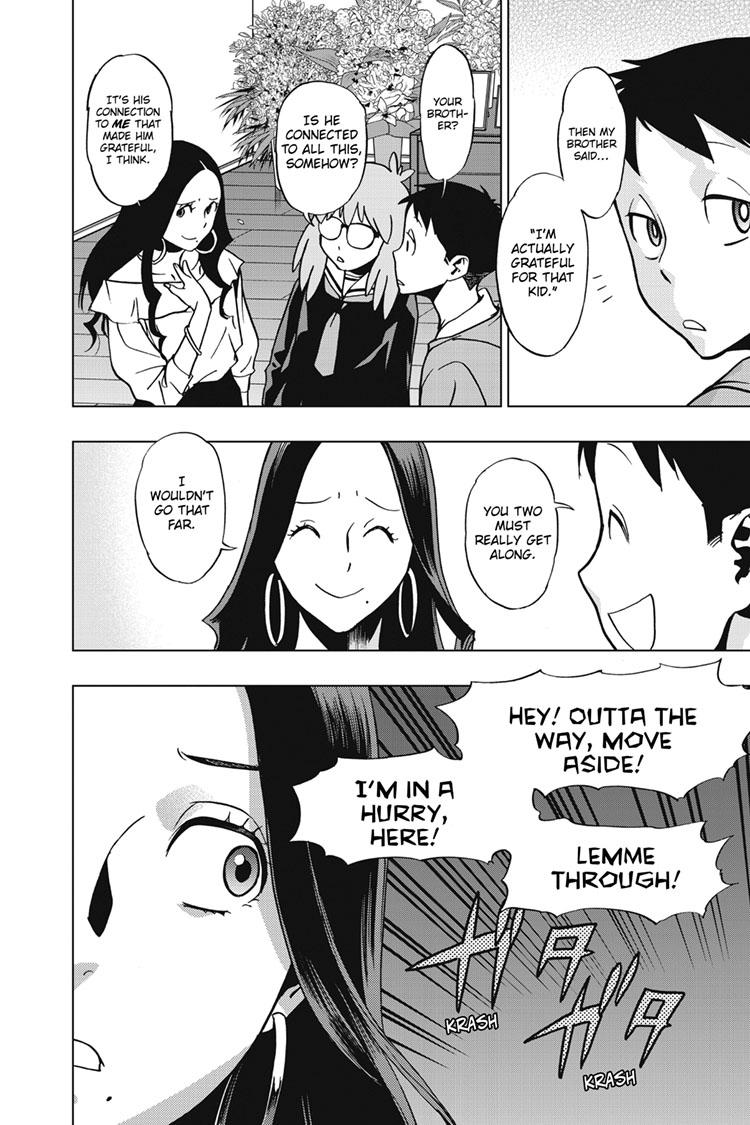 THEN MY
BROTHER
SAID...
"I'M
ACTUALLY
GRATEFUL
FOR THAT
KID."
YOUR
BROTH-
ER?
IS HE
CONNECTED
TO ALL THIS,
SOMEHOW?
IT'S HIS
CONNECTION
TO ME THAT
MADE HIM
GRATEFUL,
I THINK.
YOU TWO
MUST
REALLY GET
ALONG.
I
WOULDN'T
GO THAT
FAR.
HEY! OUTTA THE
WAY, MOVE
ASIDE!
I'M IN A
HURRY,
HERE!
LEMME
THROUGH!
ガタ
KRASH
ガタ
KRASH